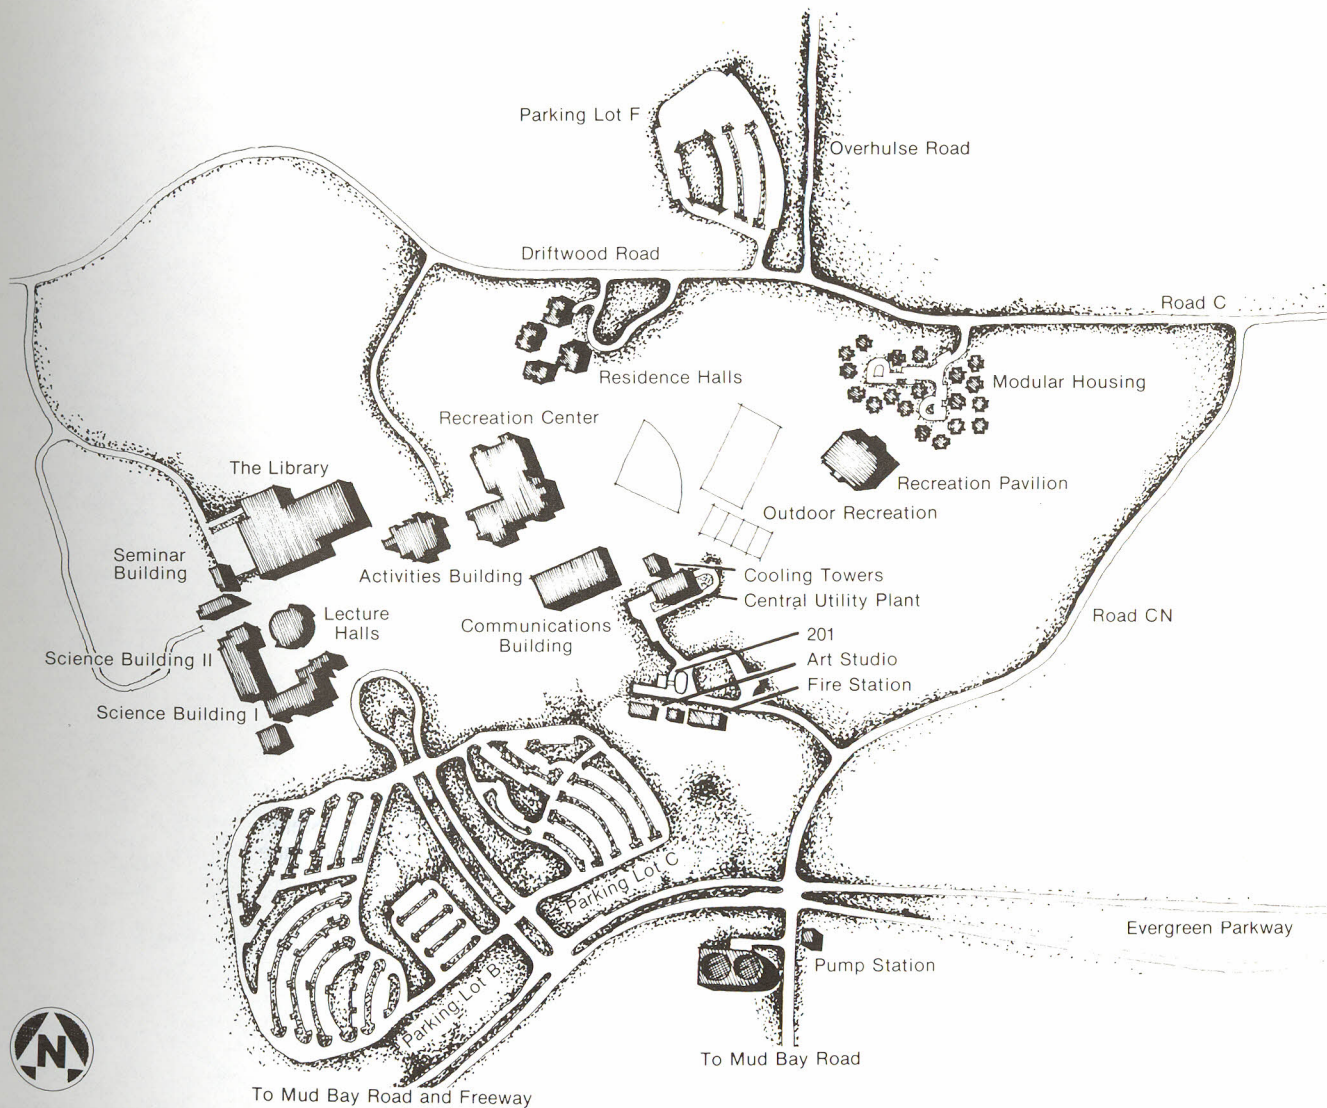 Parking Lot F
Overhulse Road
Driftwood Road
Road C
Residence Halls
Modular Housing
Recreation Center
The Library
Recreation Pavilion
Outdoor Recreation
Seminar
Building
Activities Building
Cooling Towers
Central Utility Plant
Lecture
Halls
Communications
Building
Road CN
201
Science Building II
Art Studio
Fire Station
Science Building I
Parking Lot C
Evergreen Parkway
Pump Station
Parking Lot B
N
To Mud Bay Road
To Mud Bay Road and Freeway